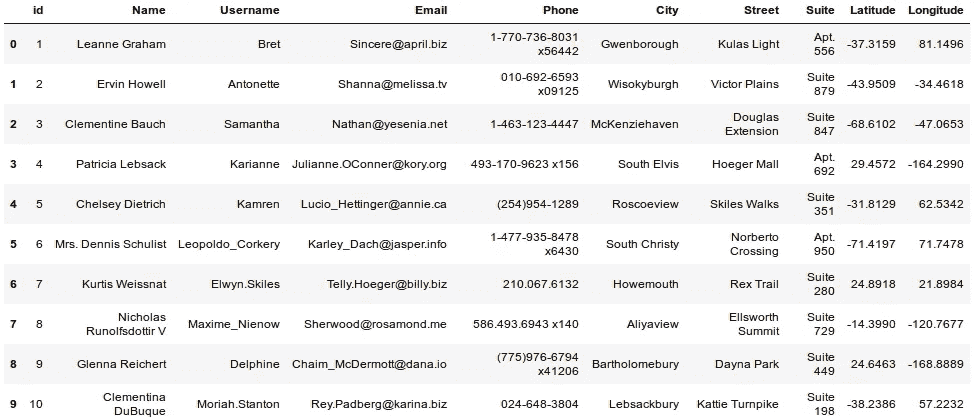 id Name Username Email Phone City Street Suite Latitude Longitude
0 1 Leanne Graham Bret Sincere@april.biz 1-770-736-8031 x56442 Gwenborough Kulas Light Apt. 556 -37.3159 81.1496
1 2 Ervin Howell Antonette Shanna@melissa.tv 010-692-6593 x09125 Wisokyburgh Victor Plains Suite 879 -43.9509 -34.4618
2 3 Clementine Bauch Samantha Nathan@yesenia.net 1-463-123-4447 McKenziehaven Douglas Extension Suite 847 -68.6102 -47.0653
3 4 Patricia Lebsack Karianne Julianne.OConner@kory.org 493-170-9623 x156 South Elvis Hoeger Mall Apt. 692 29.4572 -164.2990
4 5 Chelsey Dietrich Kamren Lucio_Hettinger@annie.ca (254)954-1289 Roscoeview Skiles Walks Suite 351 -31.8129 62.5342
5 6 Mrs. Dennis Schulist Leopoldo_Corkery Karley_Dach@jasper.info 1-477-935-8478 x6430 South Christy Norberto Crossing Apt. 950 -71.4197 71.7478
6 7 Kurtis Weissnat Elwyn.Skiles Telly.Hoeger@billy.biz 210.067.6132 Howemouth Rex Trail Suite 280 24.8918 21.8984
7 8 Nicholas Runolfsdottir V Maxime_Nienow Sherwood@rosamond.me 586.493.6943 x140 Aliyaview Ellsworth Summit Suite 729 -14.3990 -120.7677
8 9 Glenna Reichert Delphine Chaim_McDermott@dana.io (775)976-6794 x41206 Bartholomebury Dayna Park Suite 449 24.6463 -168.8889
9 10 Clementina DuBuque Moriah.Stanton Rey.Padberg@karina.biz 024-648-3804 Lebsackbury Kattie Turnpike Suite 198 -38.2386 57.2232